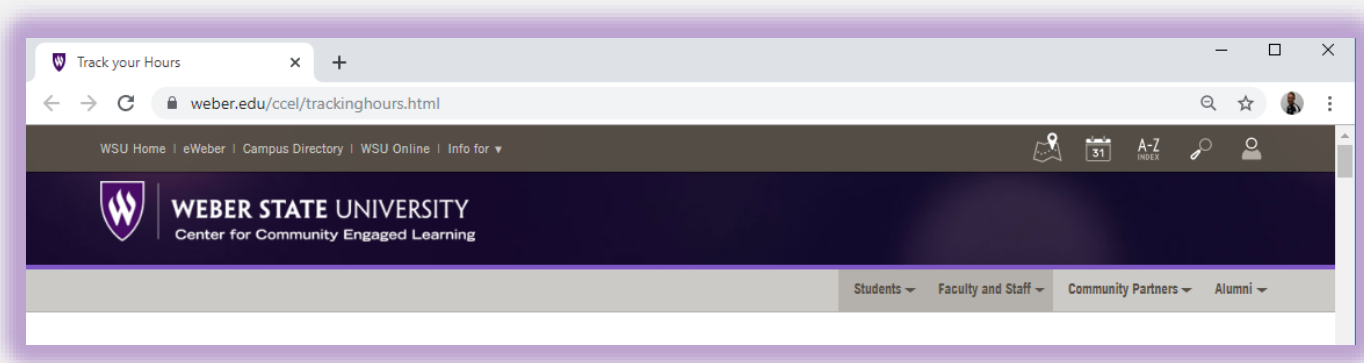 Track your Hours
weber.edu/ccel/trackinghours.html
WSU Home | eWeber | Campus Directory | WSU Online | Info for ▾
31
A-Z
INDEX
W
WEBER STATE UNIVERSITY
Center for Community Engaged Learning
Students Faculty and Staff Community Partners Alumni